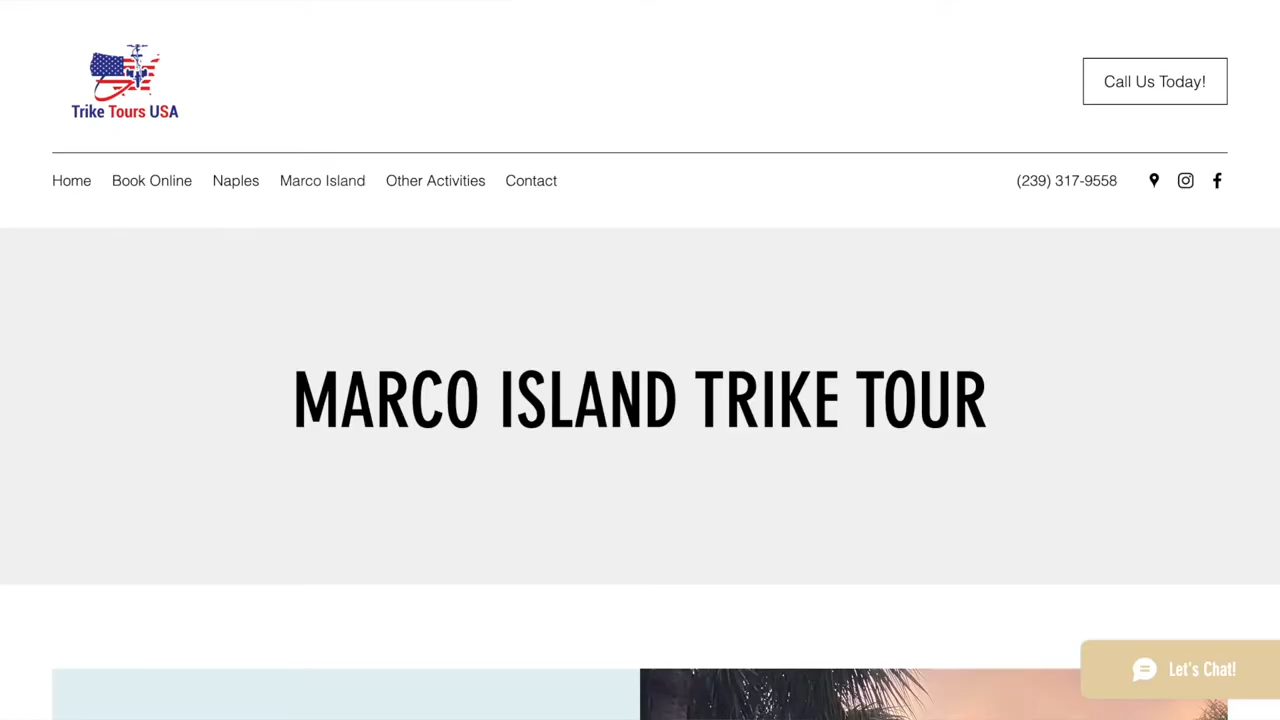 Trike Tours USA
Call Us Today!
Home Book Online Naples Marco Island Other Activities Contact (239) 317-9558
MARCO ISLAND TRIKE TOUR
Let's Chat!